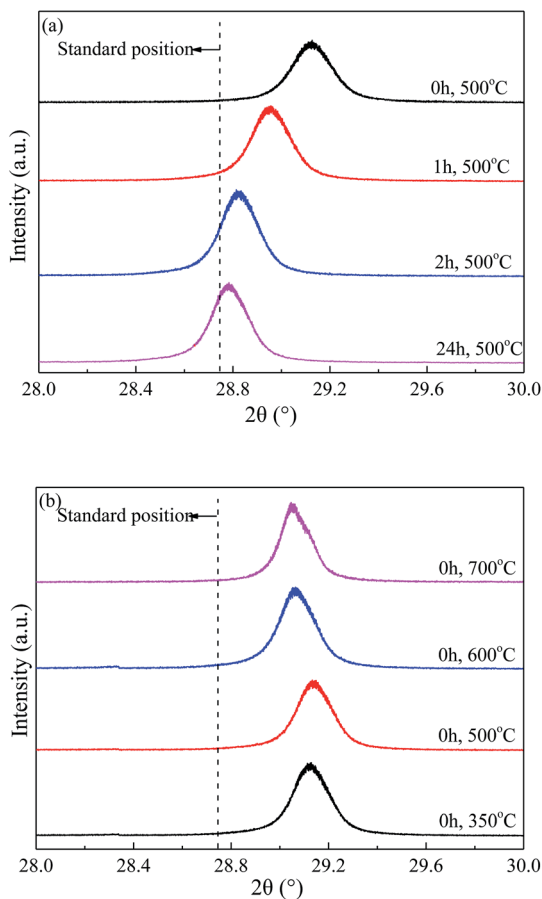 (a)
Standard position
0h, 500°C
1h, 500°C
2h, 500°C
24h, 500°C
Intensity (a.u.)
28.0 28.4 28.8 29.2 29.6 30.0
2θ (°)
(b)
Standard position
0h, 700°C
0h, 600°C
0h, 500°C
0h, 350°C
Intensity (a.u.)
28.0 28.4 28.8 29.2 29.6 30.0
2θ (°)